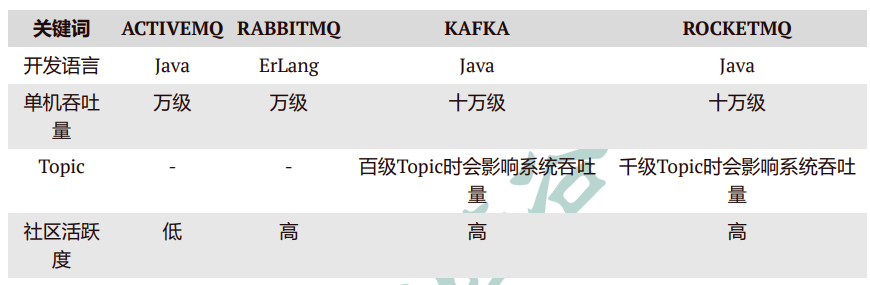 关键词 ACTIVEMQ RABBITMQ KAFKA ROCKETMQ
开发语言 Java ErLang Java Java
单机吞吐 万级 万级 十万级 十万级
量
Topic - - 百级Topic时会影响系统吞吐 千级Topic时会影响系统吞吐
量 量
社区活跃 低 高 高 高
度